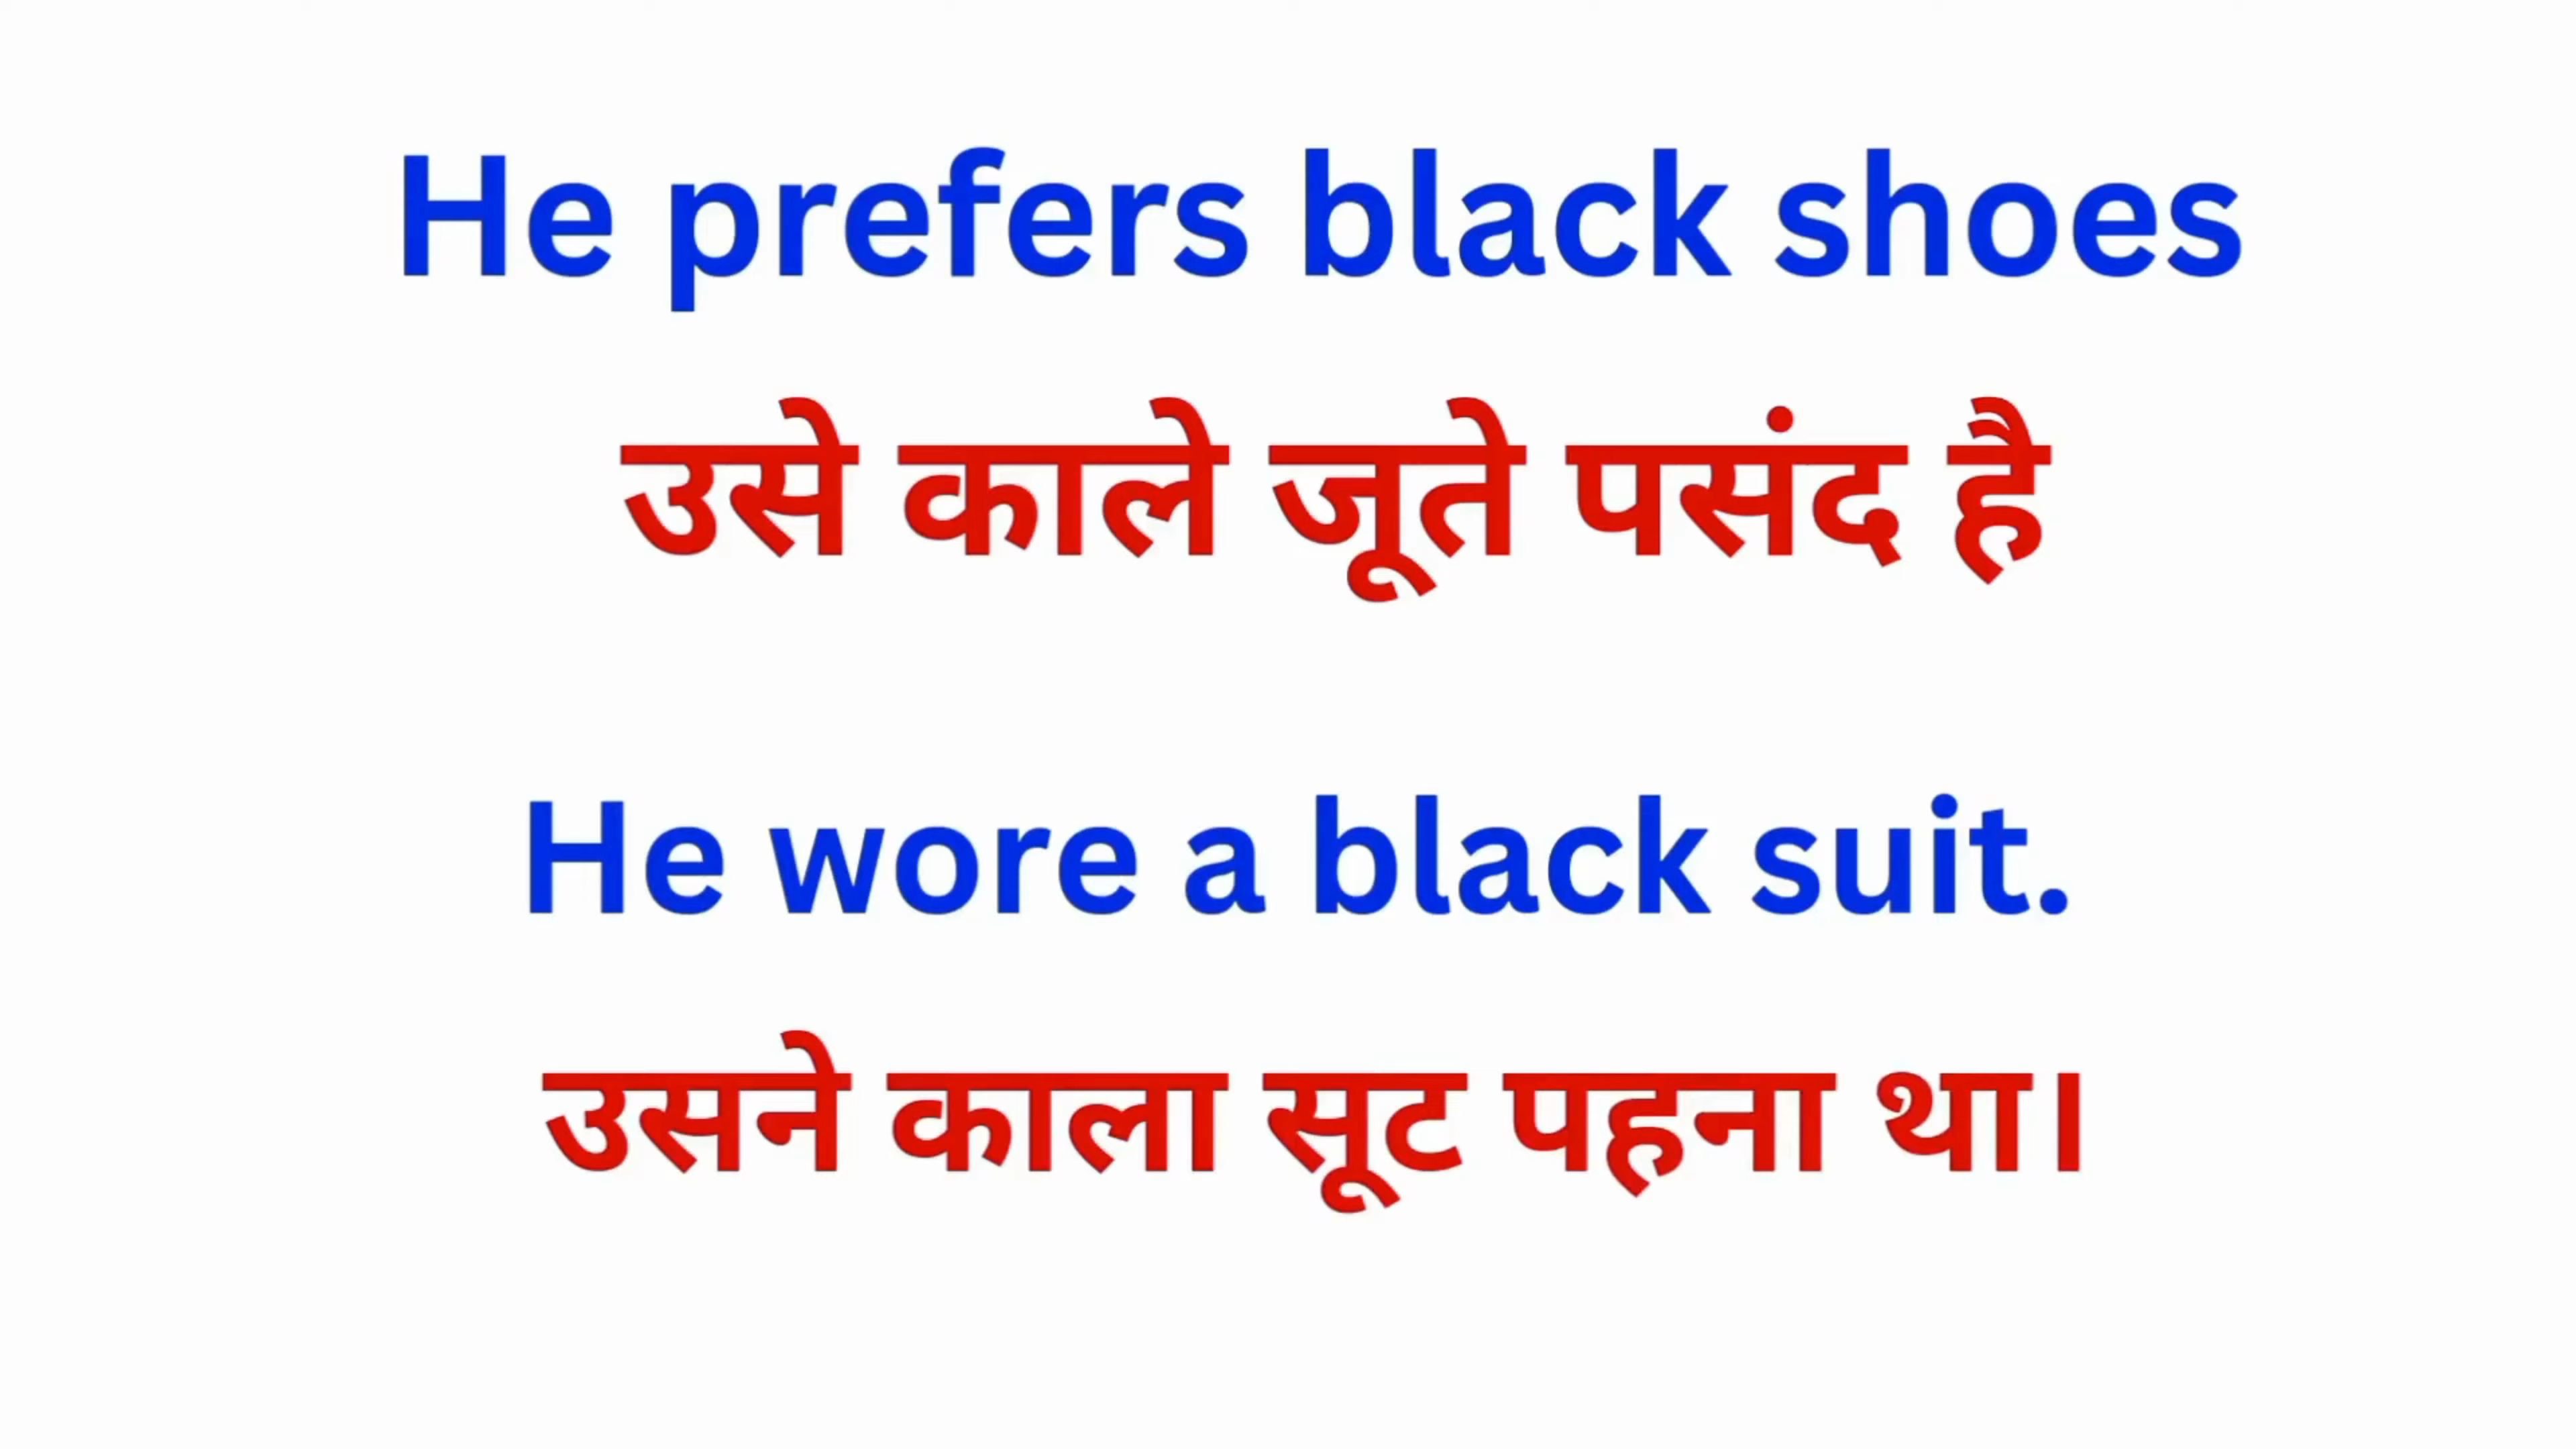 He prefers black shoes
उसे काले जूते पसंद है
He wore a black suit.
उसने काला सूट पहना था।